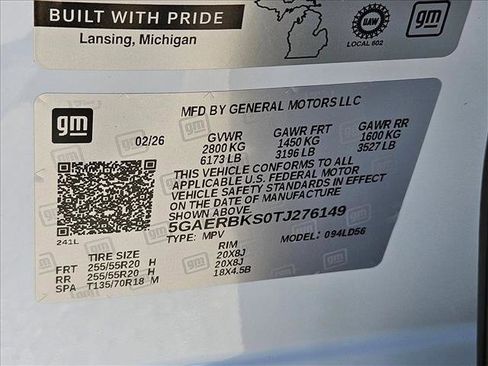 BUILT WITH PRIDE
Lansing, Michigan
UAW
LOCAL 602
gm
gm
MFD BY GENERAL MOTORS LLC
02/26
GVWR GAWR FRT GAWR RR
2800 KG 1450 KG 1600 KG
6173 LB 3196 LB 3527 LB
THIS VEHICLE CONFORMS TO ALL
APPLICABLE U.S. FEDERAL MOTOR
VEHICLE SAFETY STANDARDS IN EFFECT
ON THE DATE OF MANUFACTURE SHOWN ABOVE.
5GAERBKS0TJ276149
TYPE: MPV MODEL: 094LD56
241L
TIRE SIZE RIM
FRT 255/55R20 H 20X8J
RR 255/55R20 H 20X8J
SPA T135/70R18 M 18X4.5B